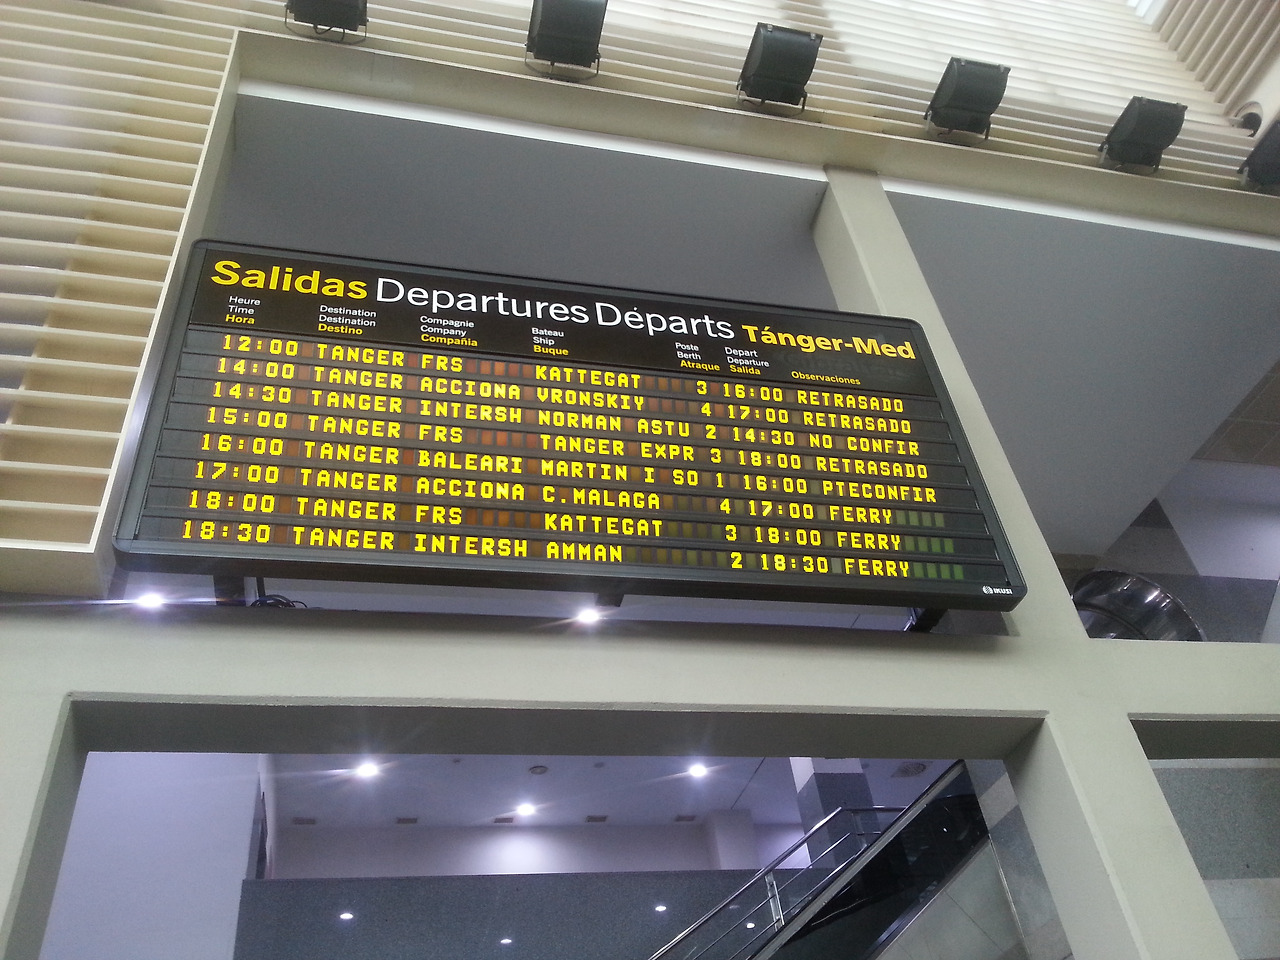 Salidas Departures Départs Tánger-Med
Heure Destination Compagnie Bateau Poste Depart
Time Destination Company Ship Berth Departure
Hora Destino Compañia Buque Atraque Salida Observaciones
12:00 TANGER FRS KATTEGAT 3 16:00 RETRASADO
14:00 TANGER ACCIONA VRONSKIY 4 17:00 RETRASADO
14:30 TANGER INTERSH NORMAN ASTU 2 14:30 NO CONFIR
15:00 TANGER FRS TANGER EXPR 3 18:00 RETRASADO
16:00 TANGER BALEARI MARTIN I SO 1 16:00 PTECONFIR
17:00 TANGER ACCIONA C.MALAGA 4 17:00 FERRY
18:00 TANGER FRS KATTEGAT 3 18:00 FERRY
18:30 TANGER INTERSH AMMAN 2 18:30 FERRY
IKUSI